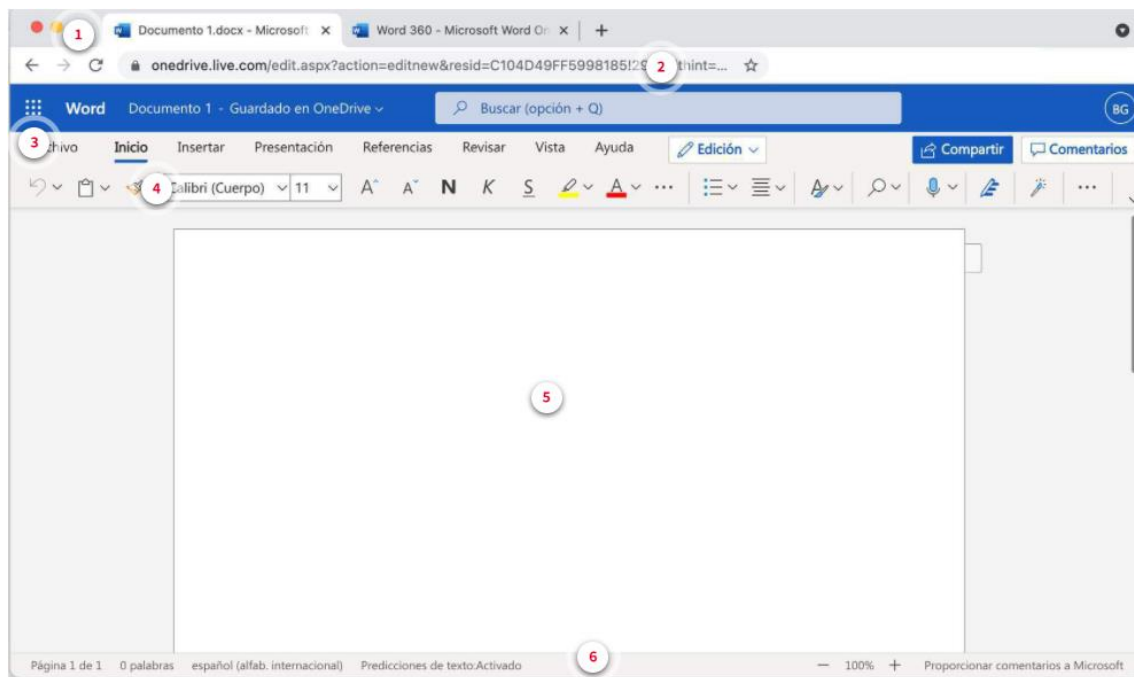 1 Documento 1.docx - Microsoft Word 360 - Microsoft Word On
onedrive.live.com/edit.aspx?action=editnew&resid=C104D49FF5998185!29 2 thint=...
Word Documento 1 - Guardado en OneDrive Buscar (opción + Q) BG
3 Inicio Insertar Presentación Referencias Revisar Vista Ayuda Edición Compartir Comentarios
4 Calibri (Cuerpo) 11 A A N K S A A
5
6
Página 1 de 1 0 palabras español (alfab. internacional) Predicciones de texto:Activado 100% Proporcionar comentarios a Microsoft